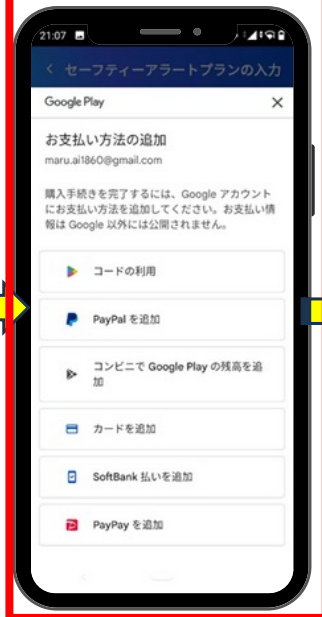 21:07
< セーフティーアラートプランの入力
Google Play ×
お支払い方法の追加
maru.ai1860@gmail.com
購入手続きを完了するには、Google アカウント
にお支払い方法を追加してください。お支払い情
報は Google 以外には公開されません。
コードの利用
PayPal を追加
コンビニで Google Play の残高を追
加
カードを追加
SoftBank 払いを追加
PayPay を追加